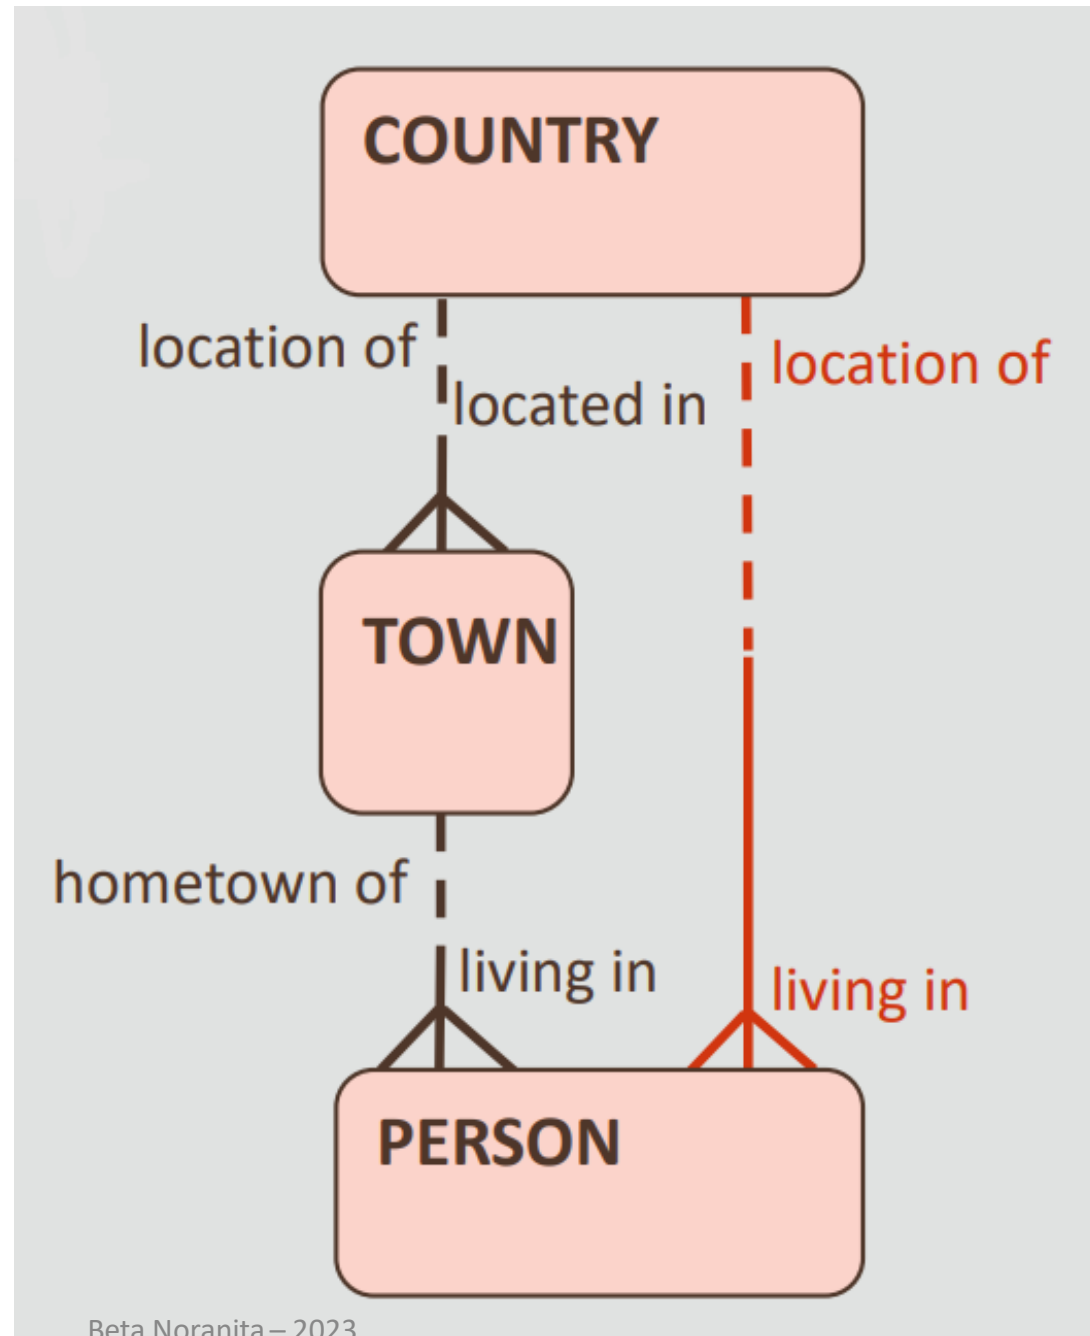 COUNTRY
location of
location of
located in
TOWN
hometown of
living in
living in
PERSON
Beta Noranita – 2023